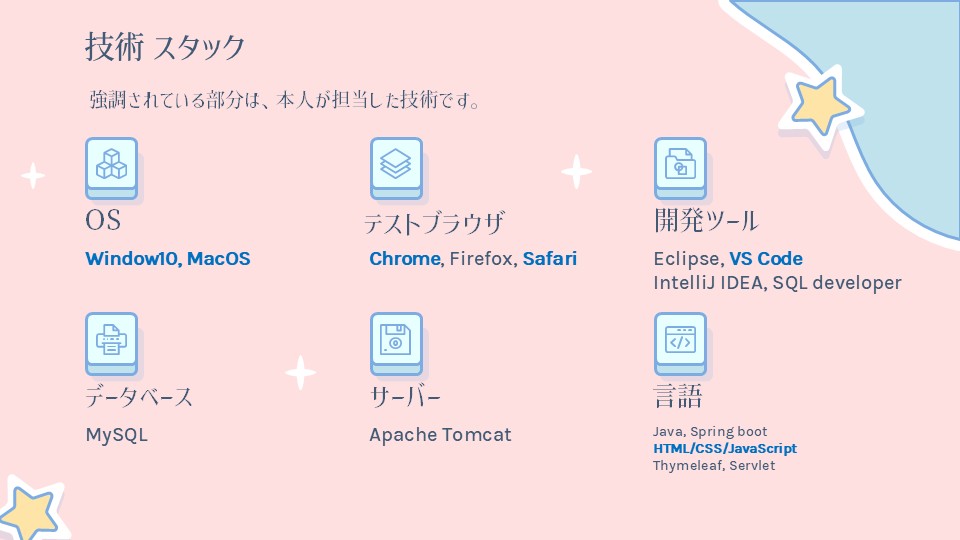 技術 スタック
強調されている部分は、本人が担当した技術です。
OS
Window10, MacOS
テストブラウザ
Chrome, Firefox, Safari
開発ツール
Eclipse, VS Code
IntelliJ IDEA, SQL developer
データベース
MySQL
サーバー
Apache Tomcat
言語
Java, Spring boot
HTML/CSS/JavaScript
Thymeleaf, Servlet